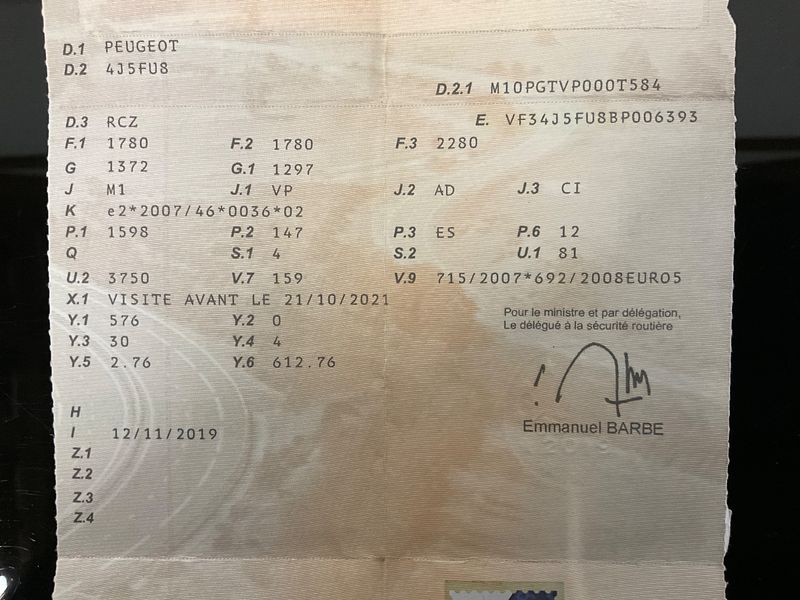 D.1 PEUGEOT
D.2 4J5FU8
D.2.1 M10PGTVP000T584
D.3 RCZ E. VF34J5FU8BP006393
F.1 1780 F.2 1780 F.3 2280
G 1372 G.1 1297
J M1 J.1 VP J.2 AD J.3 CI
K e2*2007/46*0036*02
P.1 1598 P.2 147 P.3 ES P.6 12
Q S.1 4 S.2 U.1 81
U.2 3750 V.7 159 V.9 715/2007*692/2008EURO5
X.1 VISITE AVANT LE 21/10/2021
Y.1 576 Y.2 0
Y.3 30 Y.4 4
Y.5 2.76 Y.6 612.76
Pour le ministre et par délégation,
Le délégué à la sécurité routière
Emmanuel BARBE
H
I 12/11/2019
Z.1
Z.2
Z.3
Z.4